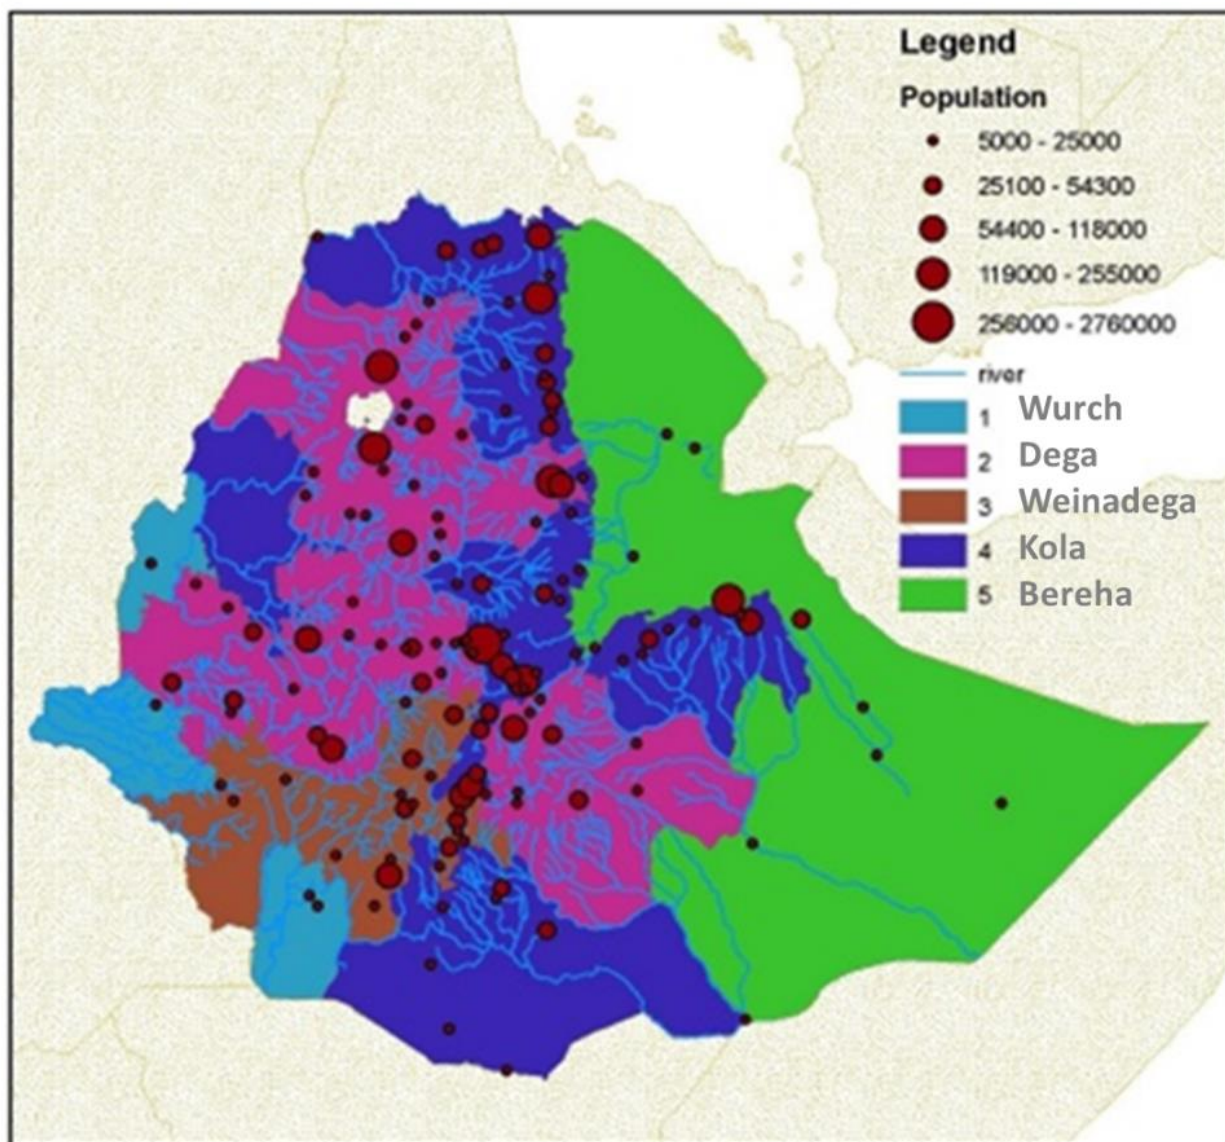 Legend
Population
5000 - 25000
25100 - 54300
54400 - 118000
119000 - 255000
256000 - 2760000
river
1 Wurch
2 Dega
3 Weinadega
4 Kola
5 Bereha